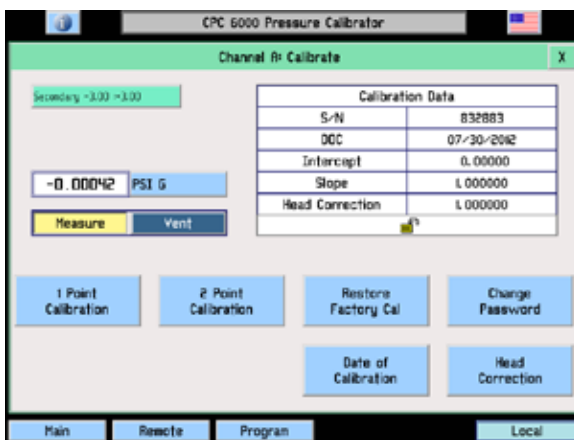 CPC 6000 Pressure Calibrator
Channel A: Calibrate X
Secondary -3.00 :-3.00
Calibration Data
S/N 832883
DOC 07/30/2012
Intercept 0.00000
Slope 1.000000
Head Correction 1.000000
-0.00042 PSI G
Measure Vent
1 Point
Calibration
2 Point
Calibration
Restore
Factory Cal
Change
Password
Date of
Calibration
Head
Correction
Main Remote Program Local